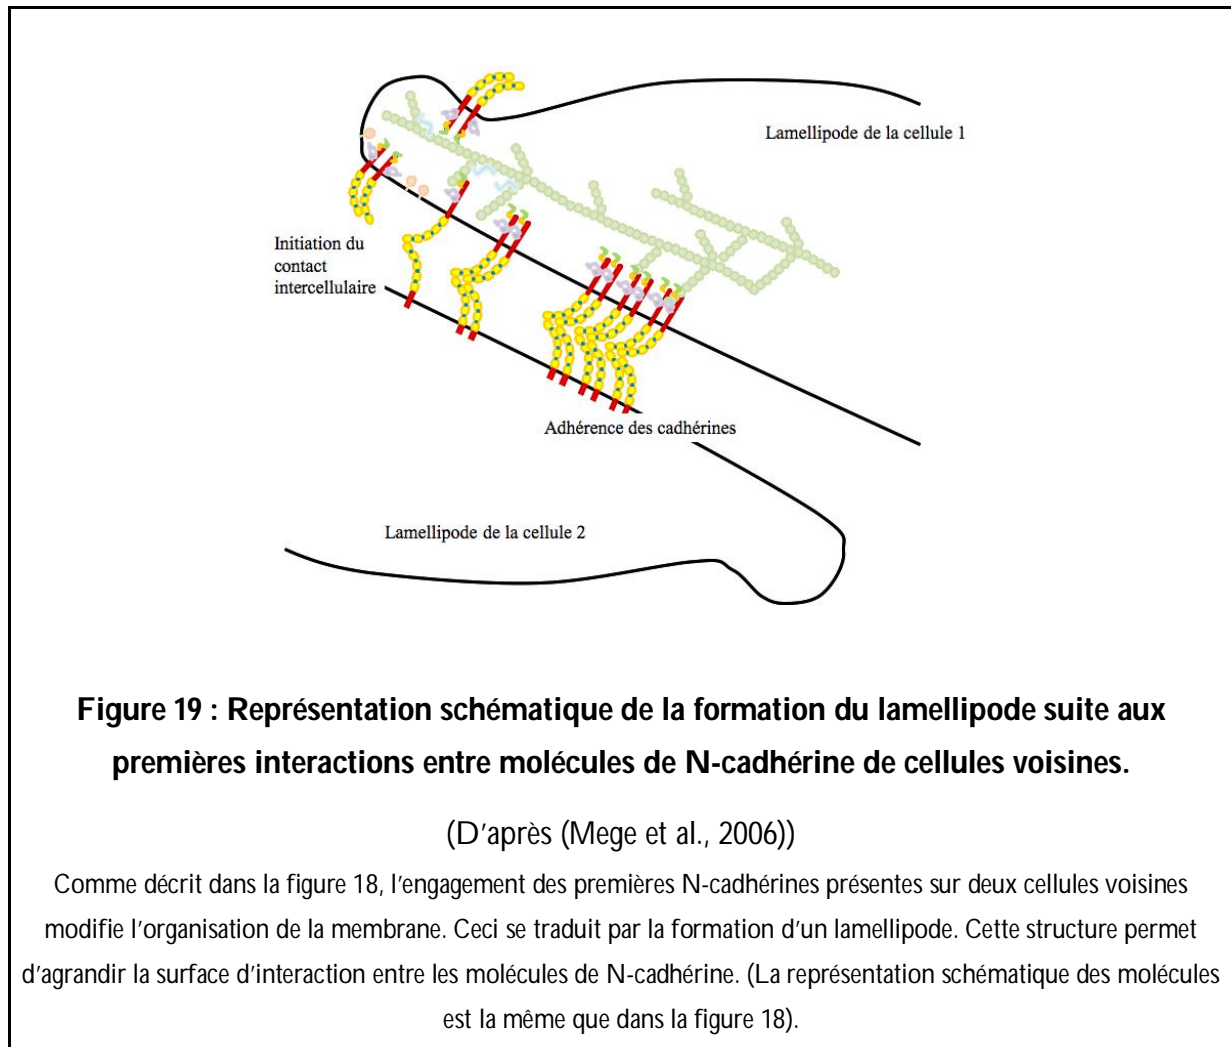 Lamellipode de la cellule 1
Initiation du
contact
intercellulaire
Adhérence des cadhérines
Lamellipode de la cellule 2
Figure 19 : Représentation schématique de la formation du lamellipode suite aux
premières interactions entre molécules de N-cadhérine de cellules voisines.
(D’après (Mege et al., 2006))
Comme décrit dans la figure 18, l’engagement des premières N-cadhérines présentes sur deux cellules voisines
modifie l’organisation de la membrane. Ceci se traduit par la formation d’un lamellipode. Cette structure permet
d’agrandir la surface d’interaction entre les molécules de N-cadhérine. (La représentation schématique des molécules
est la même que dans la figure 18).